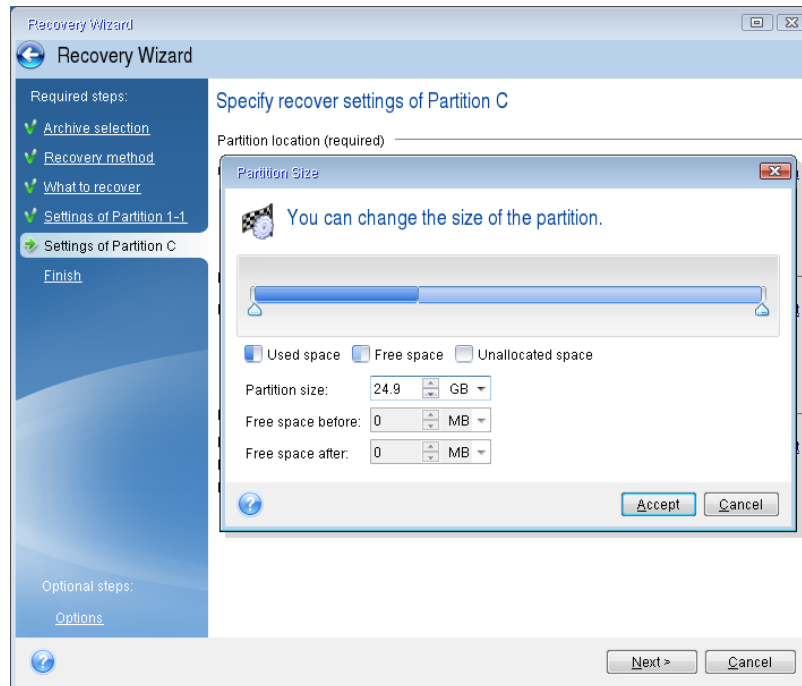 Recovery Wizard
Recovery Wizard
Required steps:
Archive selection
Recovery method
What to recover
Settings of Partition 1-1
Settings of Partition C
Finish
Optional steps:
Options
Specify recover settings of Partition C
Partition location (required)
Partition Size
You can change the size of the partition.
Used space Free space Unallocated space
Partition size: 24.9 GB
Free space before: 0 MB
Free space after: 0 MB
Accept Cancel
Next > Cancel